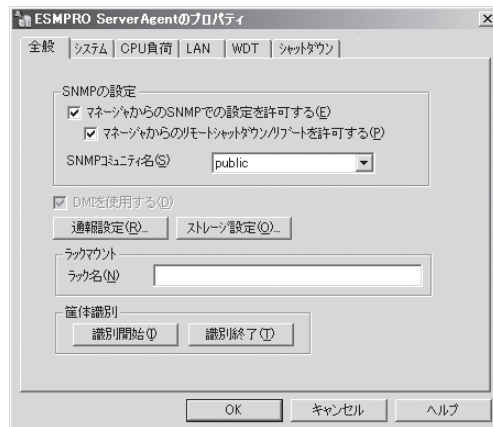 ESMPRO ServerAgentのプロパティ
全般 システム CPU負荷 LAN WDT シャットダウン
SNMPの設定
マネージャからのSNMPでの設定を許可する(E)
マネージャからのリモートシャットダウン/リブートを許可する(P)
SNMPコミュニティ名(S) public
DMIを使用する(D)
通報設定(R)... ストレージ設定(O)...
ラックマウント
ラック名(N)
筐体識別
識別開始(I) 識別終了(T)
OK キャンセル ヘルプ